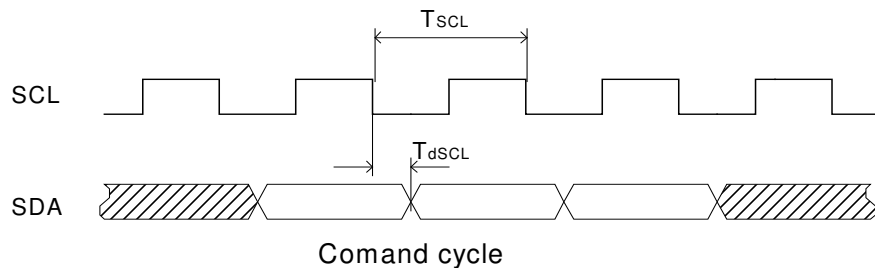 TSCL
SCL
TdSCL
SDA
Comand cycle